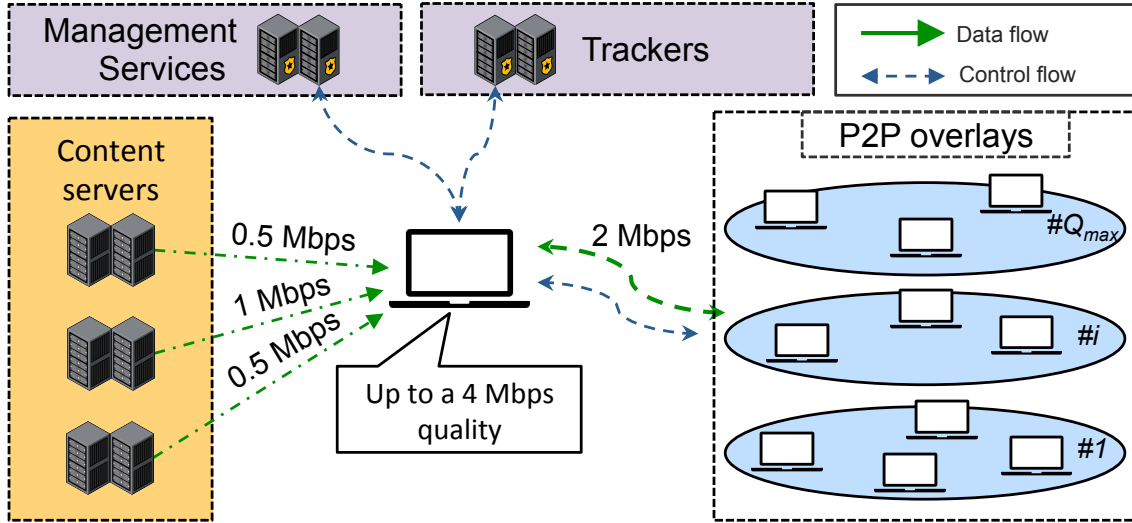 Management
Services
Trackers
Data flow
Control flow
Content
servers
P2P overlays
0.5 Mbps
1 Mbps
0.5 Mbps
2 Mbps
#Qmax
#i
#1
Up to a 4 Mbps
quality